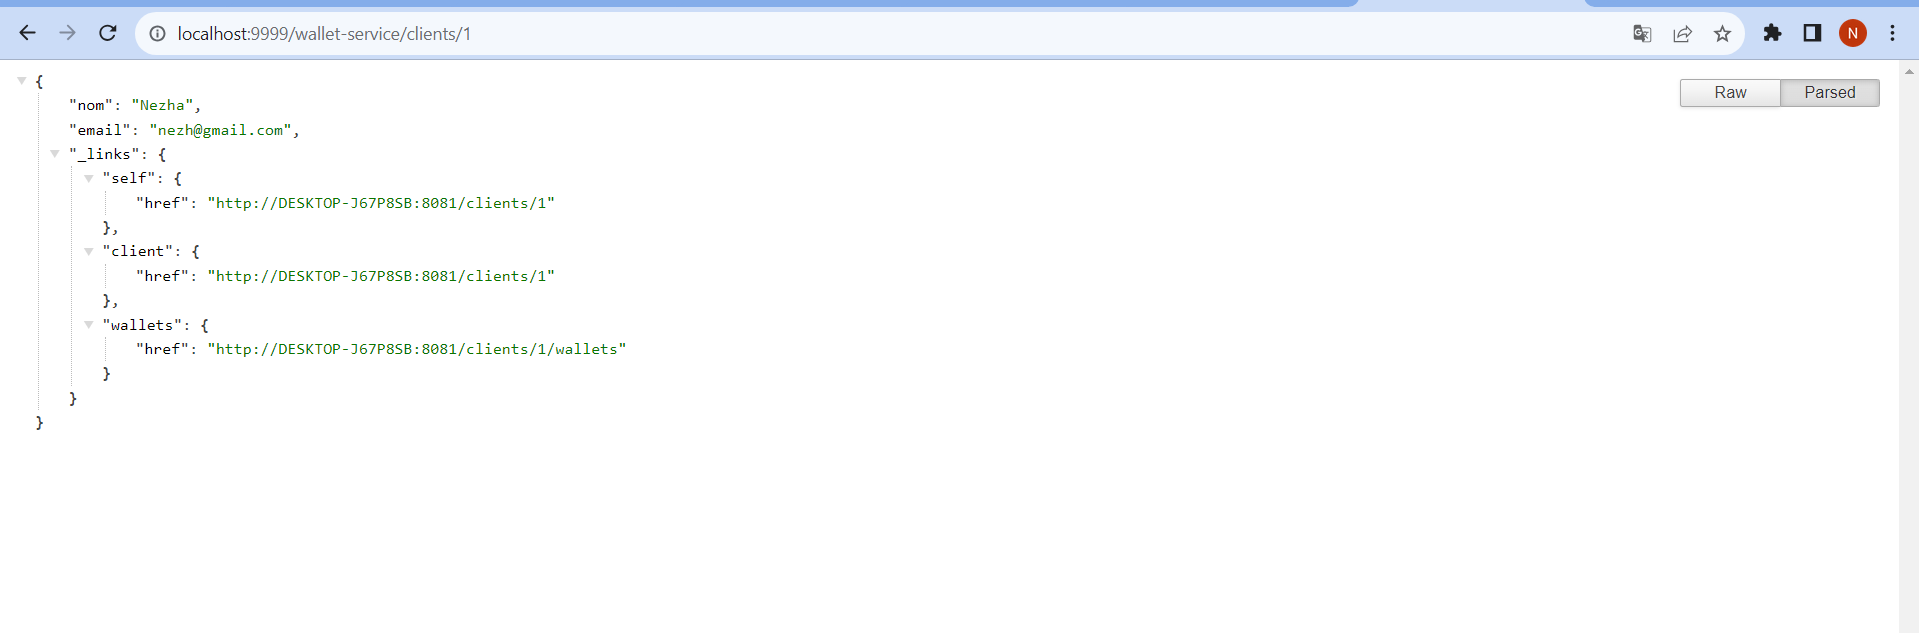 localhost:9999/wallet-service/clients/1
N
Raw
Parsed
{
"nom": "Nezha",
"email": "nezh@gmail.com",
"_links": {
"self": {
"href": "http://DESKTOP-J67P8SB:8081/clients/1"
},
"client": {
"href": "http://DESKTOP-J67P8SB:8081/clients/1"
},
"wallets": {
"href": "http://DESKTOP-J67P8SB:8081/clients/1/wallets"
}
}
}